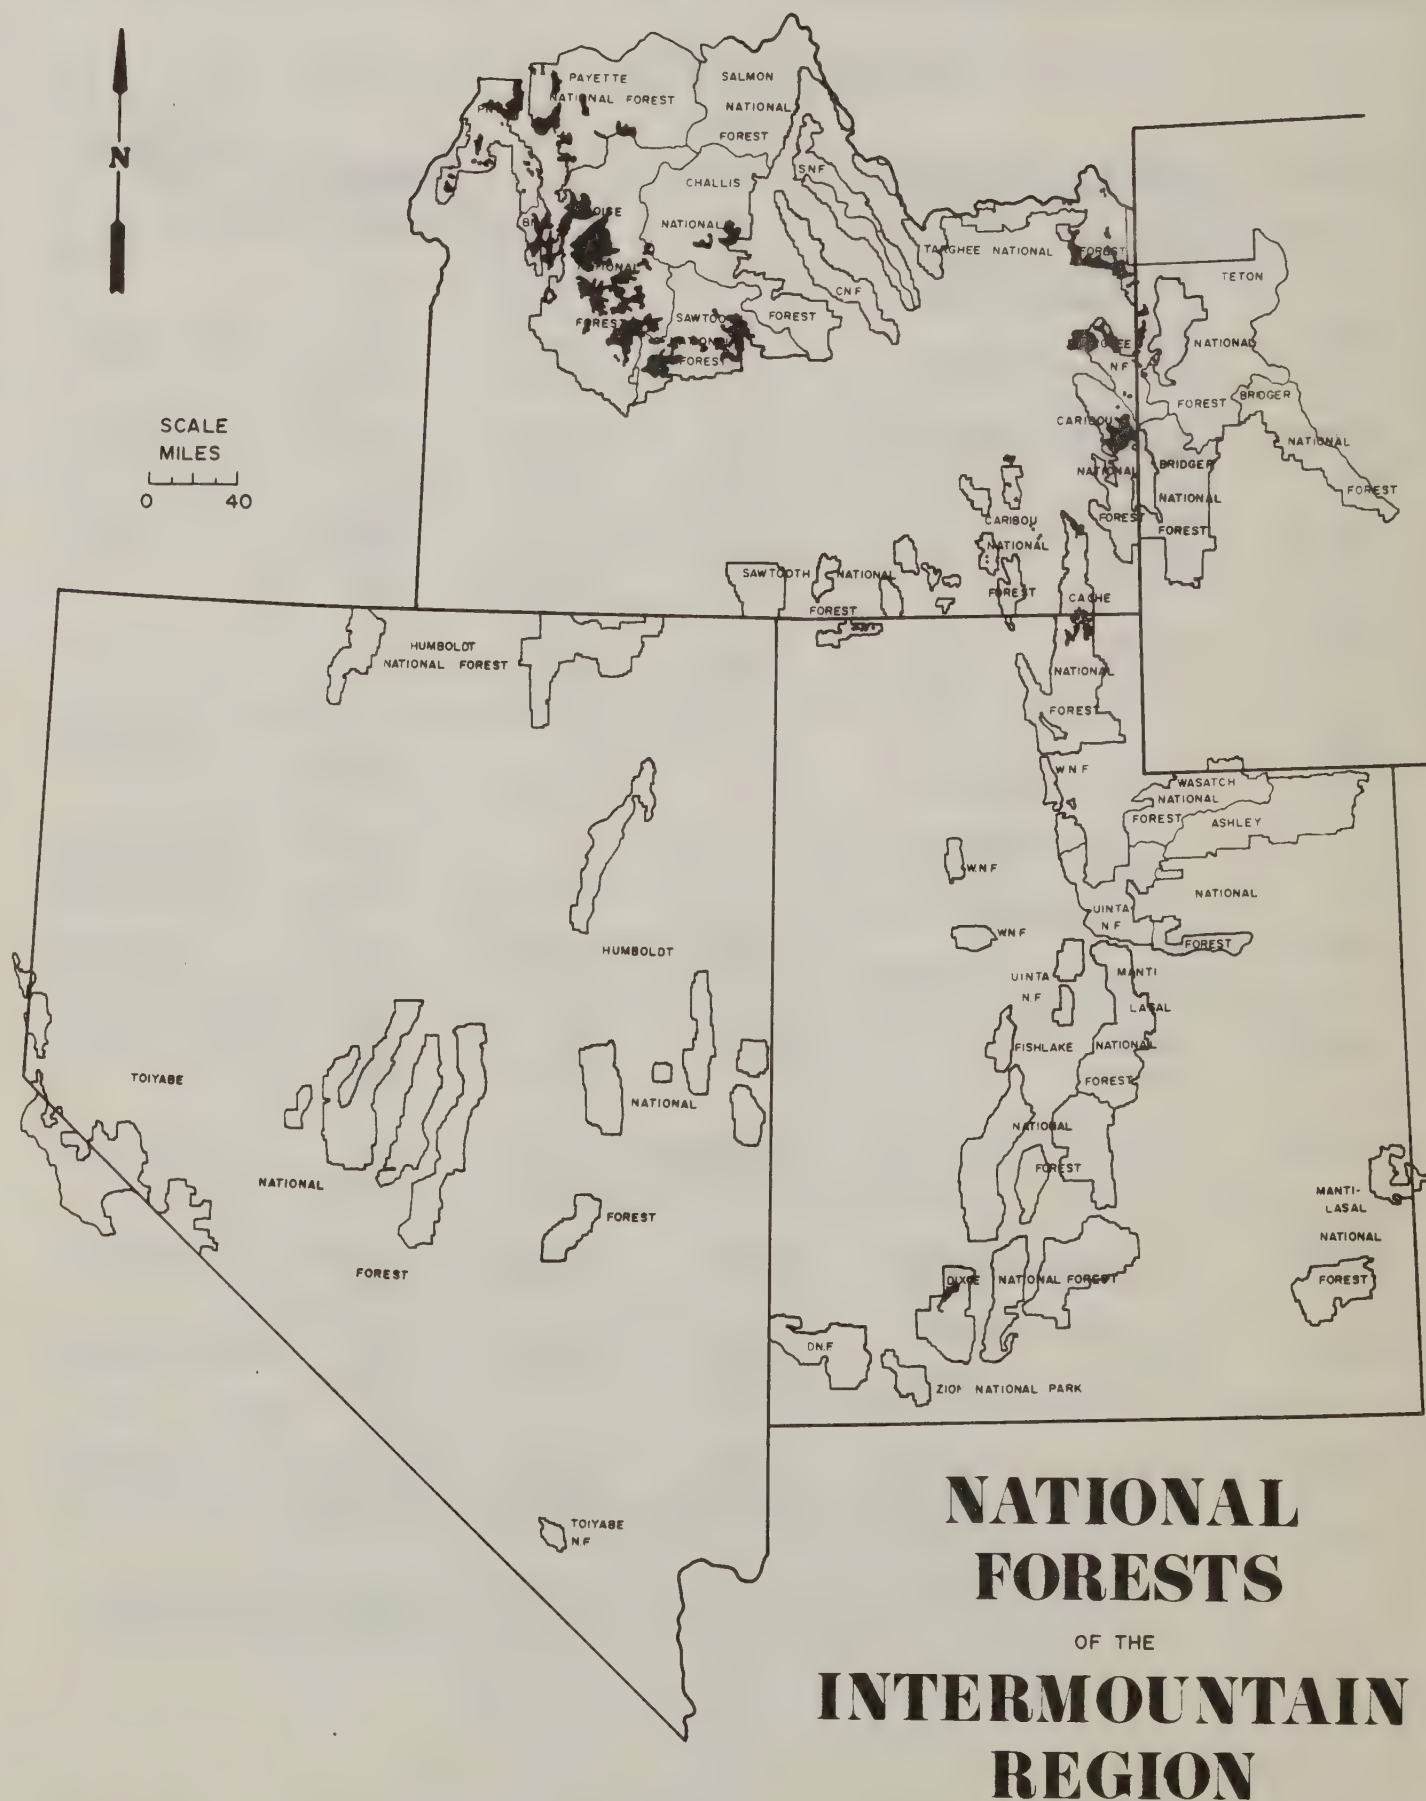 N
SCALE
MILES
0 40
PAYETTE
NATIONAL FOREST
SALMON
NATIONAL
FOREST
SNF
CHALLIS
NATIONAL
CNF
NATIONAL
FOREST
SAWTOO
NATIONAL
FOREST
FOREST
TARGHEE NATIONAL
FOREST
N F
TETON
NATIONAL
FOREST
BRIDGER
NATIONAL
FOREST
CARIBOU
NATIONAL
FOREST
BRIDGER
NATIONAL
FOREST
CARIBOU
NATIONAL
FOREST
SAWTOOTH NATIONAL
FOREST
CACHE
NATIONAL
FOREST
HUMBOLDT
NATIONAL FOREST
W N F
WASATCH
NATIONAL
FOREST
ASHLEY
NATIONAL
FOREST
W.N.F
WNF
UINTA
N F
UINTA
N.F
MANTI
LASAL
NATIONAL
FOREST
FISHLAKE
NATIONAL
FOREST
HUMBOLDT
NATIONAL
FOREST
TOIYABE
NATIONAL
FOREST
MANTI-
LASAL
NATIONAL
FOREST
DIXIE NATIONAL FOREST
D.N.F
ZION NATIONAL PARK
TOIYABE
N.F
NATIONAL
FORESTS
OF THE
INTERMOUNTAIN
REGION